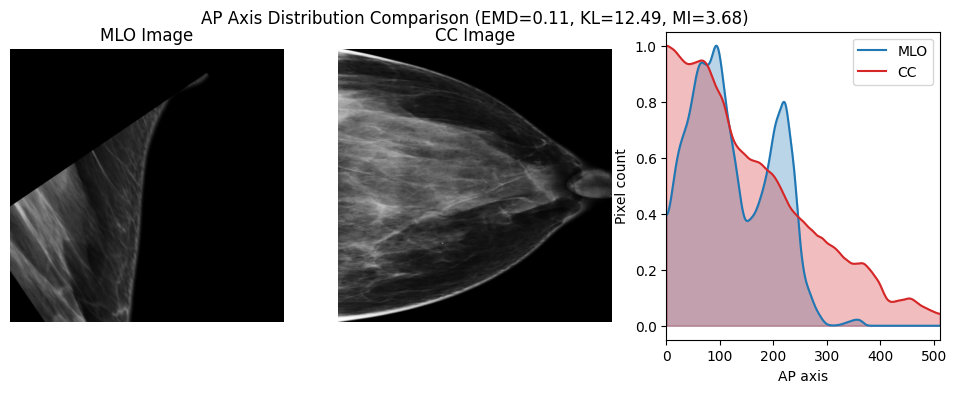 AP Axis Distribution Comparison (EMD=0.11, KL=12.49, MI=3.68)
MLO Image
CC Image
MLO
CC
Pixel count
1.0
0.8
0.6
0.4
0.2
0.0
0 100 200 300 400 500
AP axis